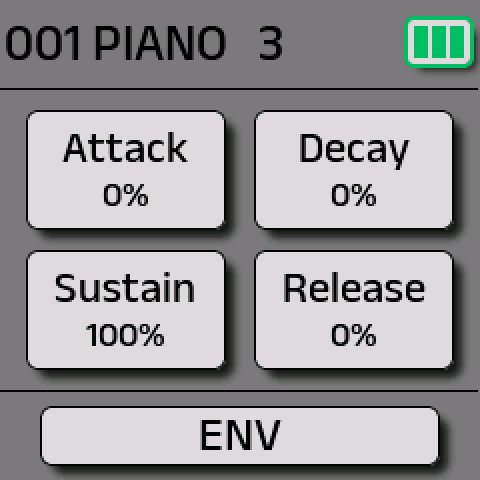 001 PIANO 3
Attack
0%
Decay
0%
Sustain
100%
Release
0%
ENV